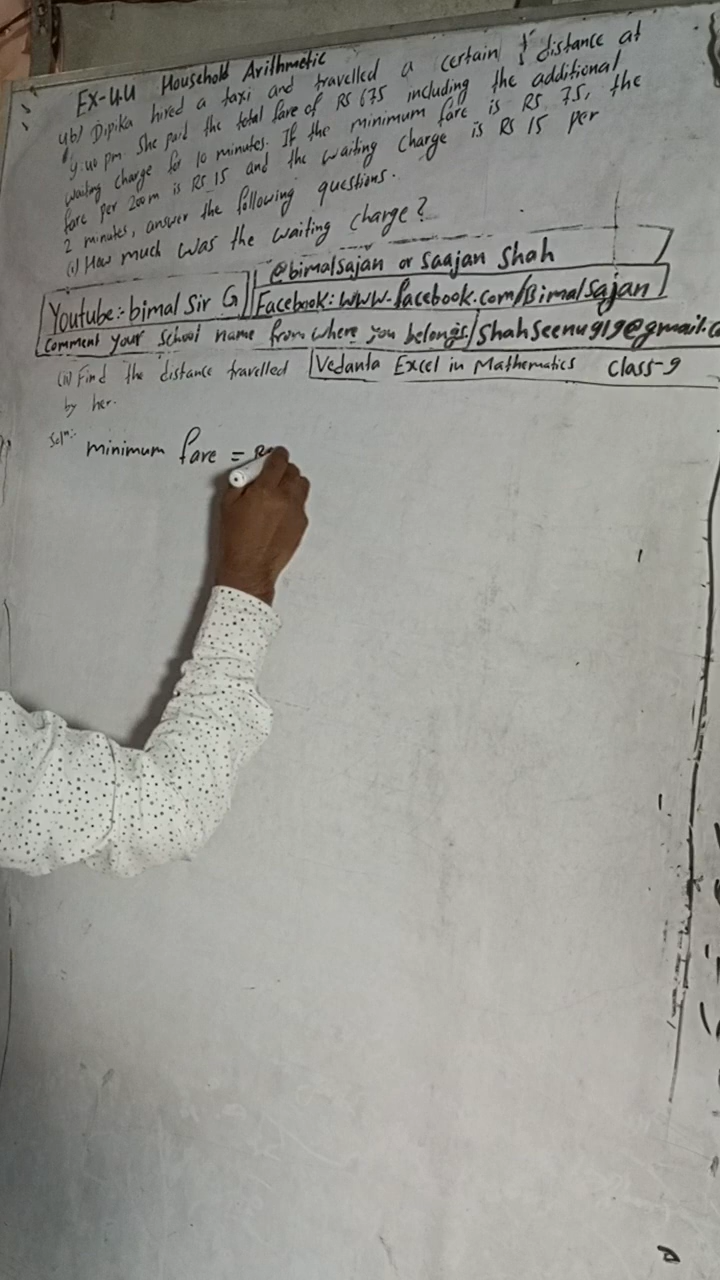 EX-4.4 Household Arithmetic
4b) Dipika hired a taxi and travelled a certain distance at
4:40 pm. She paid the total fare of RS 675 including the additional
waiting charge for 10 minutes. If the minimum fare is RS 75, the
fare per 200m is RS 15 and the waiting charge is RS 15 per
2 minutes, answer the following questions.
(i) How much was the waiting charge?
@bimalsajan or Saajan Shah
Youtube:- bimal Sir G
Facebook: WWW.facebook.com/Bimalsajan
Comment your School name from where you belongs/
Shahseenu919@gmail.c
(ii) Find the distance travelled
by her.
Vedanta Excel in Mathematics Class-9
Solⁿ:-
minimum fare =